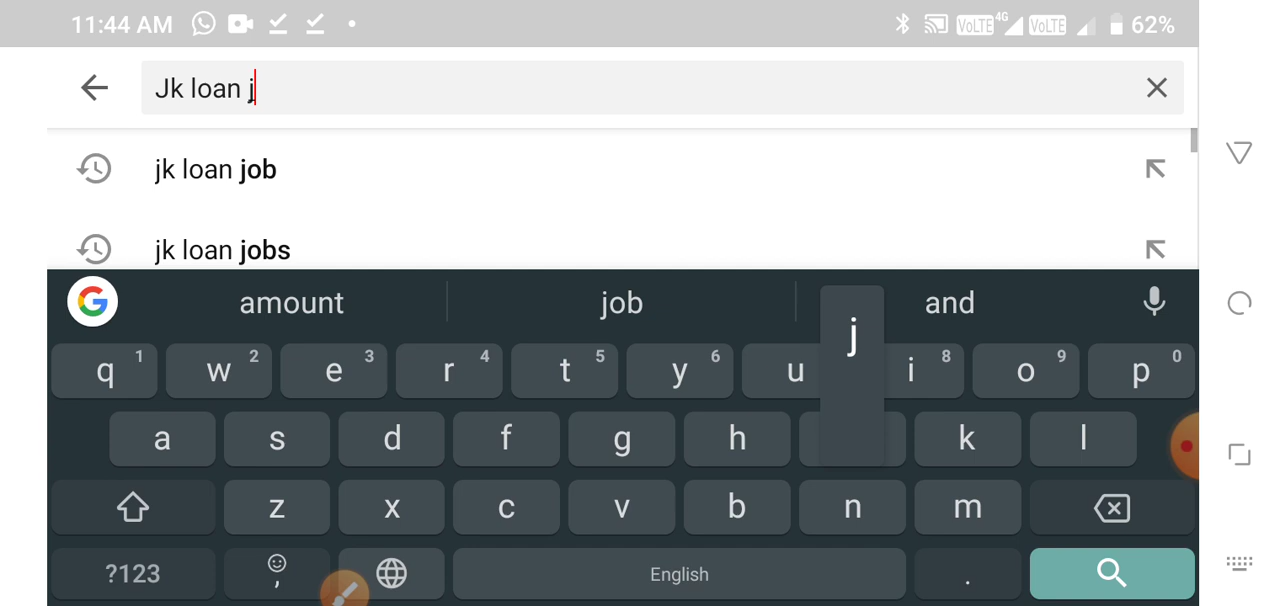 11:44 AM VoLTE 4G VoLTE 62%
Jk loan j
jk loan job
jk loan jobs
G amount job and
j
q 1 w 2 e 3 r 4 t 5 y 6 u i 8 o 9 p 0
a s d f g h k l
z x c v b n m
?123 , English .